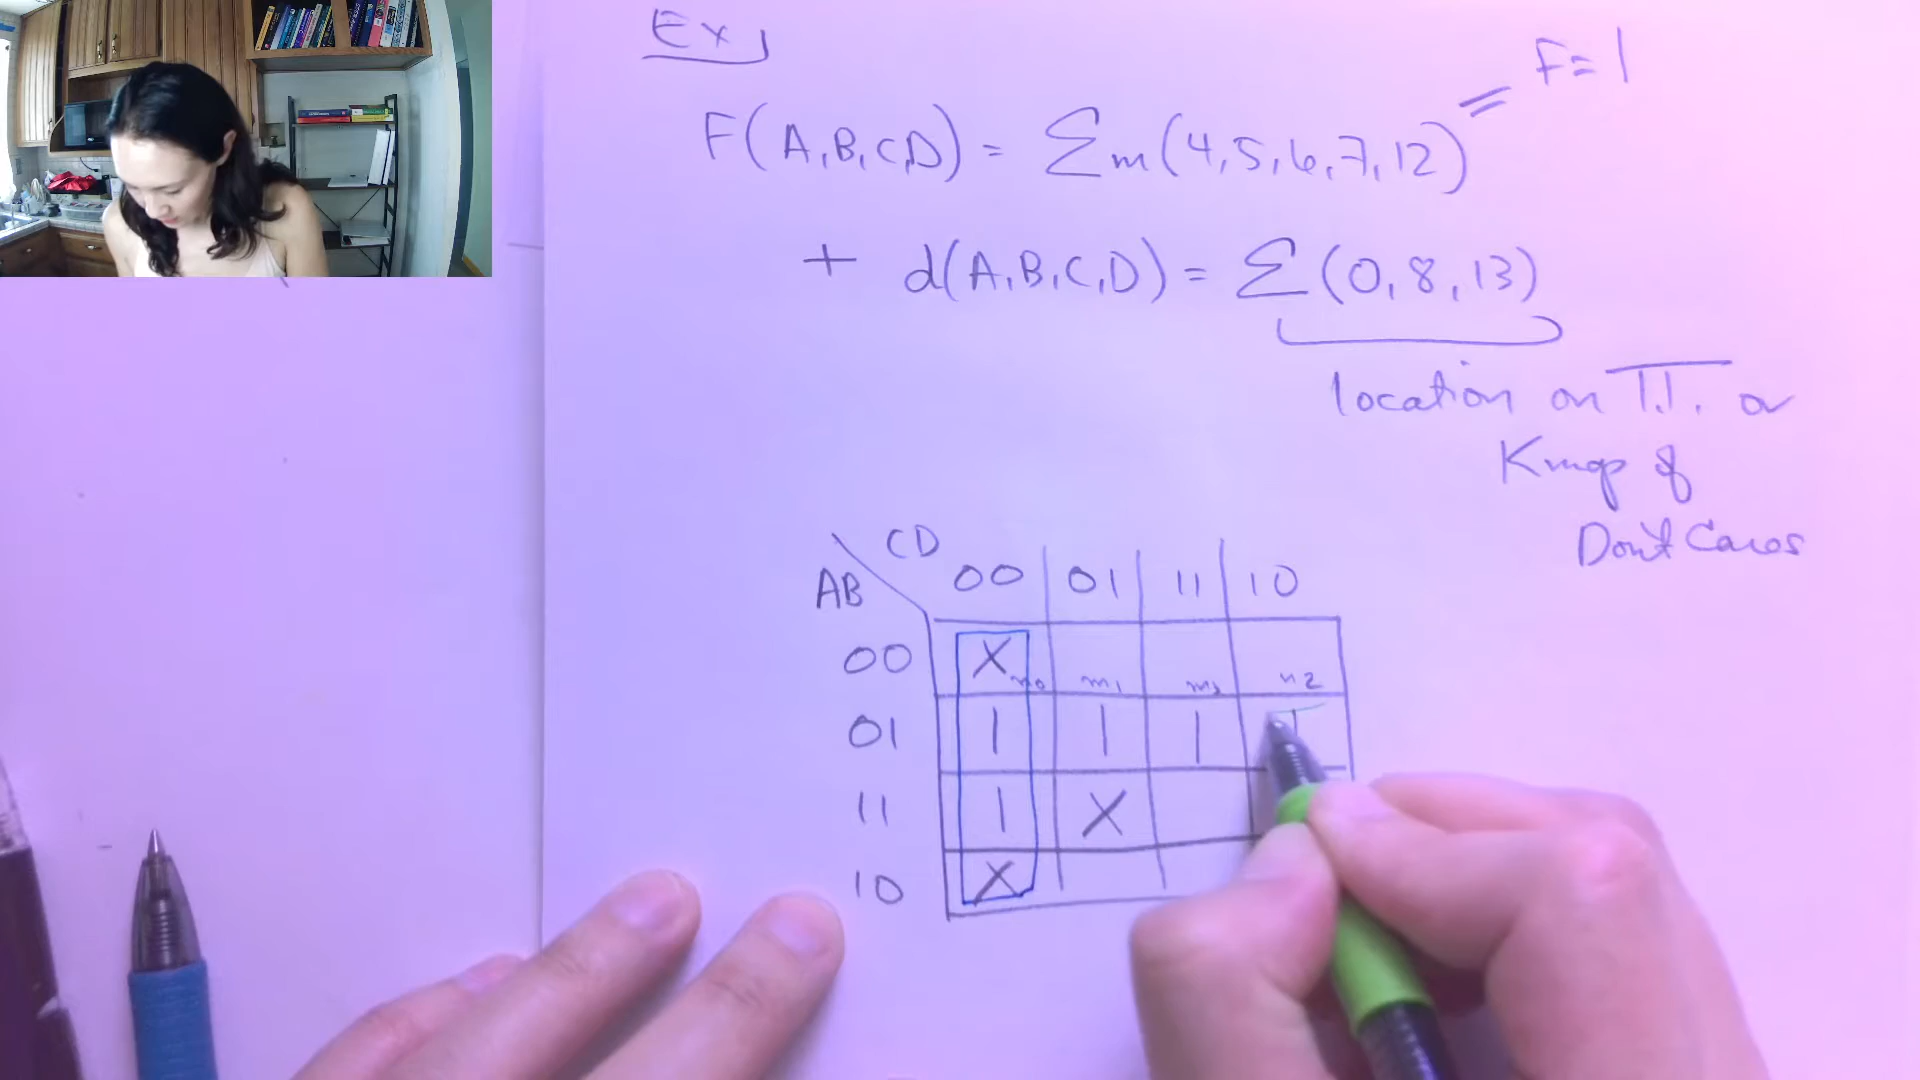 Ex 1
F=1
F(A,B,C,D) = Σm(4,5,6,7,12)
+ d(A,B,C,D) = Σ(0,8,13)
location on T.T. or
Kmap of
Don't Cares
CD
AB 00 01 11 10
00 X m0 m1 m3 m2
01 1 1 1 1
11 1 X
10 X